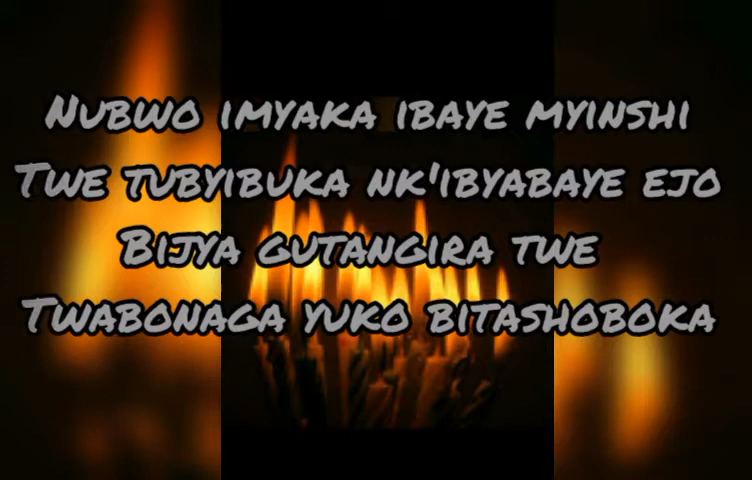 Nubwo imyaka ibaye myinshi
Twe tubyibuka nk'ibyabaye ejo
Bijya gutangira twe
Twabonaga yuko bitashoboka